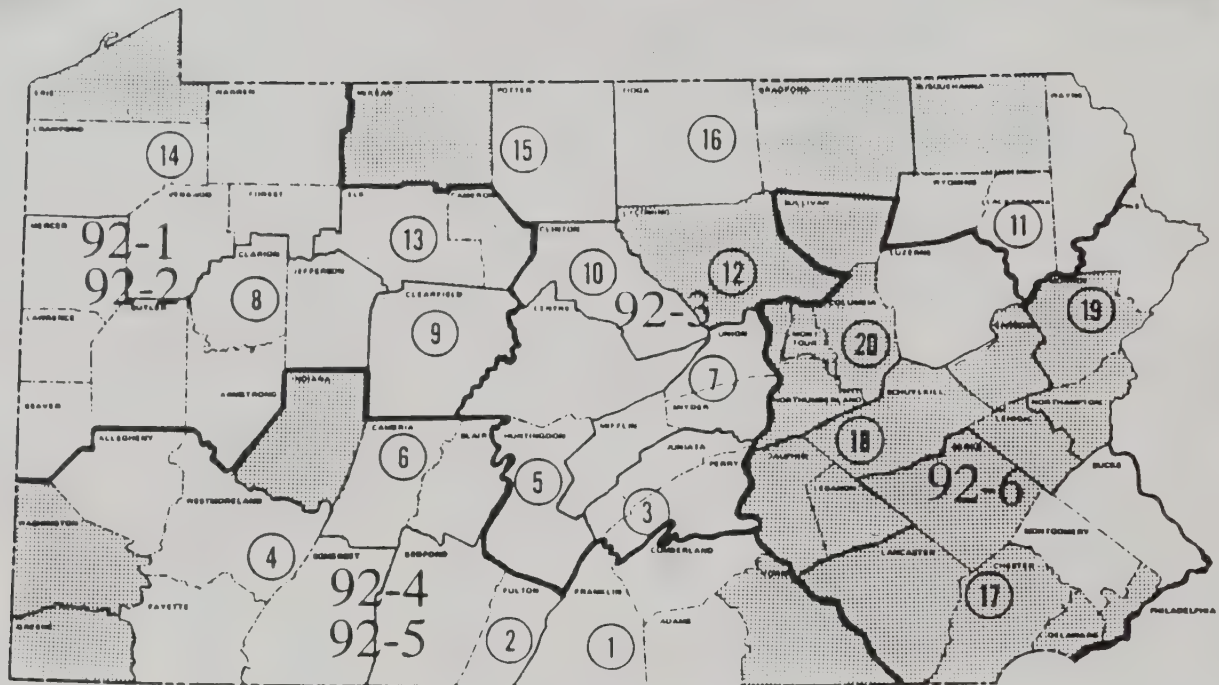 ERIE
WARREN
MCKEAN
POTTER
TIOGA
BRADFORD
SUSQUEHANNA
WAYNE
CRAWFORD
14
15
16
VENANGO
FOREST
ELK
CAMERON
LYCOMING
SULLIVAN
WYOMING
LACKAWANNA
11
PIKE
MERCER
92-1
92-2
13
CLINTON
CLARION
JEFFERSON
10
12
LUZERNE
8
CLEARFIELD
CENTRE
92-3
COLUMBIA
19
BUTLER
LAWRENCE
9
UNION
MONTOUR
20
CARBON
INDIANA
7
ARMSTRONG
SNYDER
NORTHUMBERLAND
SCHUYLKILL
NORTHAMPTON
BEAVER
ALLEGHENY
CAMBRIA
BLAIR
HUNTINGDON
MIFFLIN
LEHIGH
6
JUNIATA
18
BERKS
PERRY
DAUPHIN
BUCKS
5
LEBANON
92-6
WESTMORELAND
WASHINGTON
3
MONTGOMERY
4
SOMERSET
BEDFORD
CUMBERLAND
LANCASTER
CHESTER
YORK
92-4
92-5
FULTON
FRANKLIN
17
FAYETTE
PHILADELPHIA
GREENE
ADAMS
2
1
DELAWARE